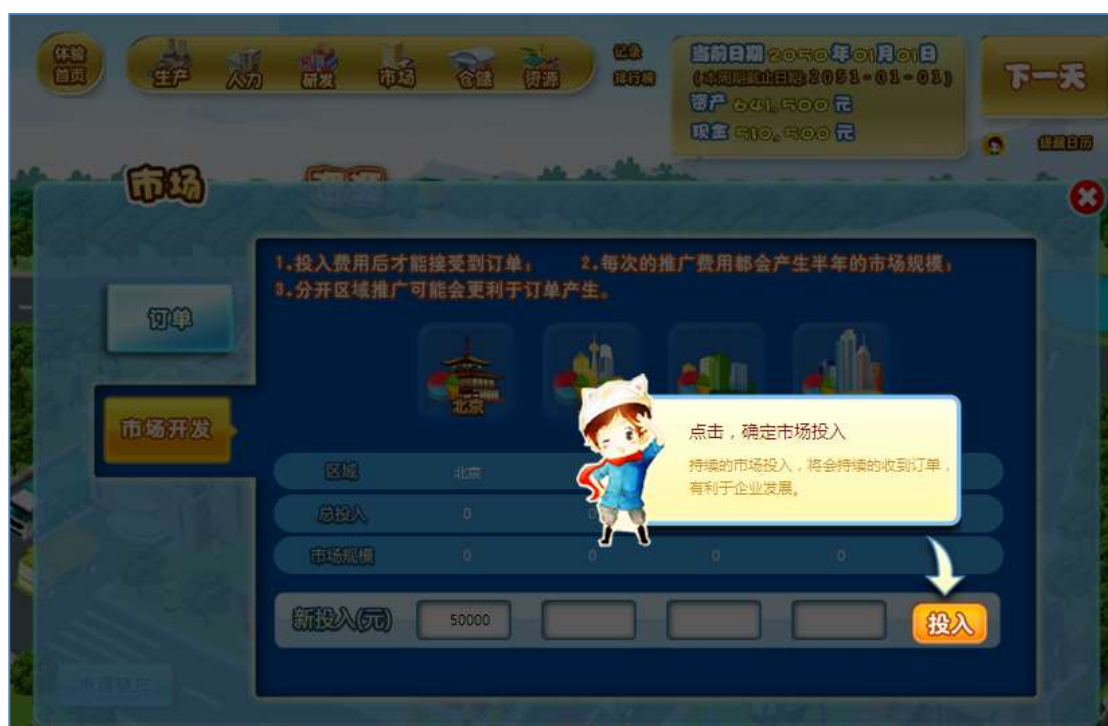 体验
首页
生产
人力
研发
市场
仓储
资源
记录
排行榜
当前日期 2050年01月01日
(本周期截止日期:2051-01-01)
资产 641,500 元
现金 510,500 元
下一天
隐藏日历
市场
1.投入费用后才能接受到订单； 2.每次的推广费用都会产生半年的市场规模；
3.分开区域推广可能会更利于订单产生。
订单
市场开发
北京
点击，确定市场投入
持续的市场投入，将会持续的收到订单，
有利于企业发展。
区域 北京
总投入 0 0
市场规模 0 0 0 0
新投入(元) 50000
投入